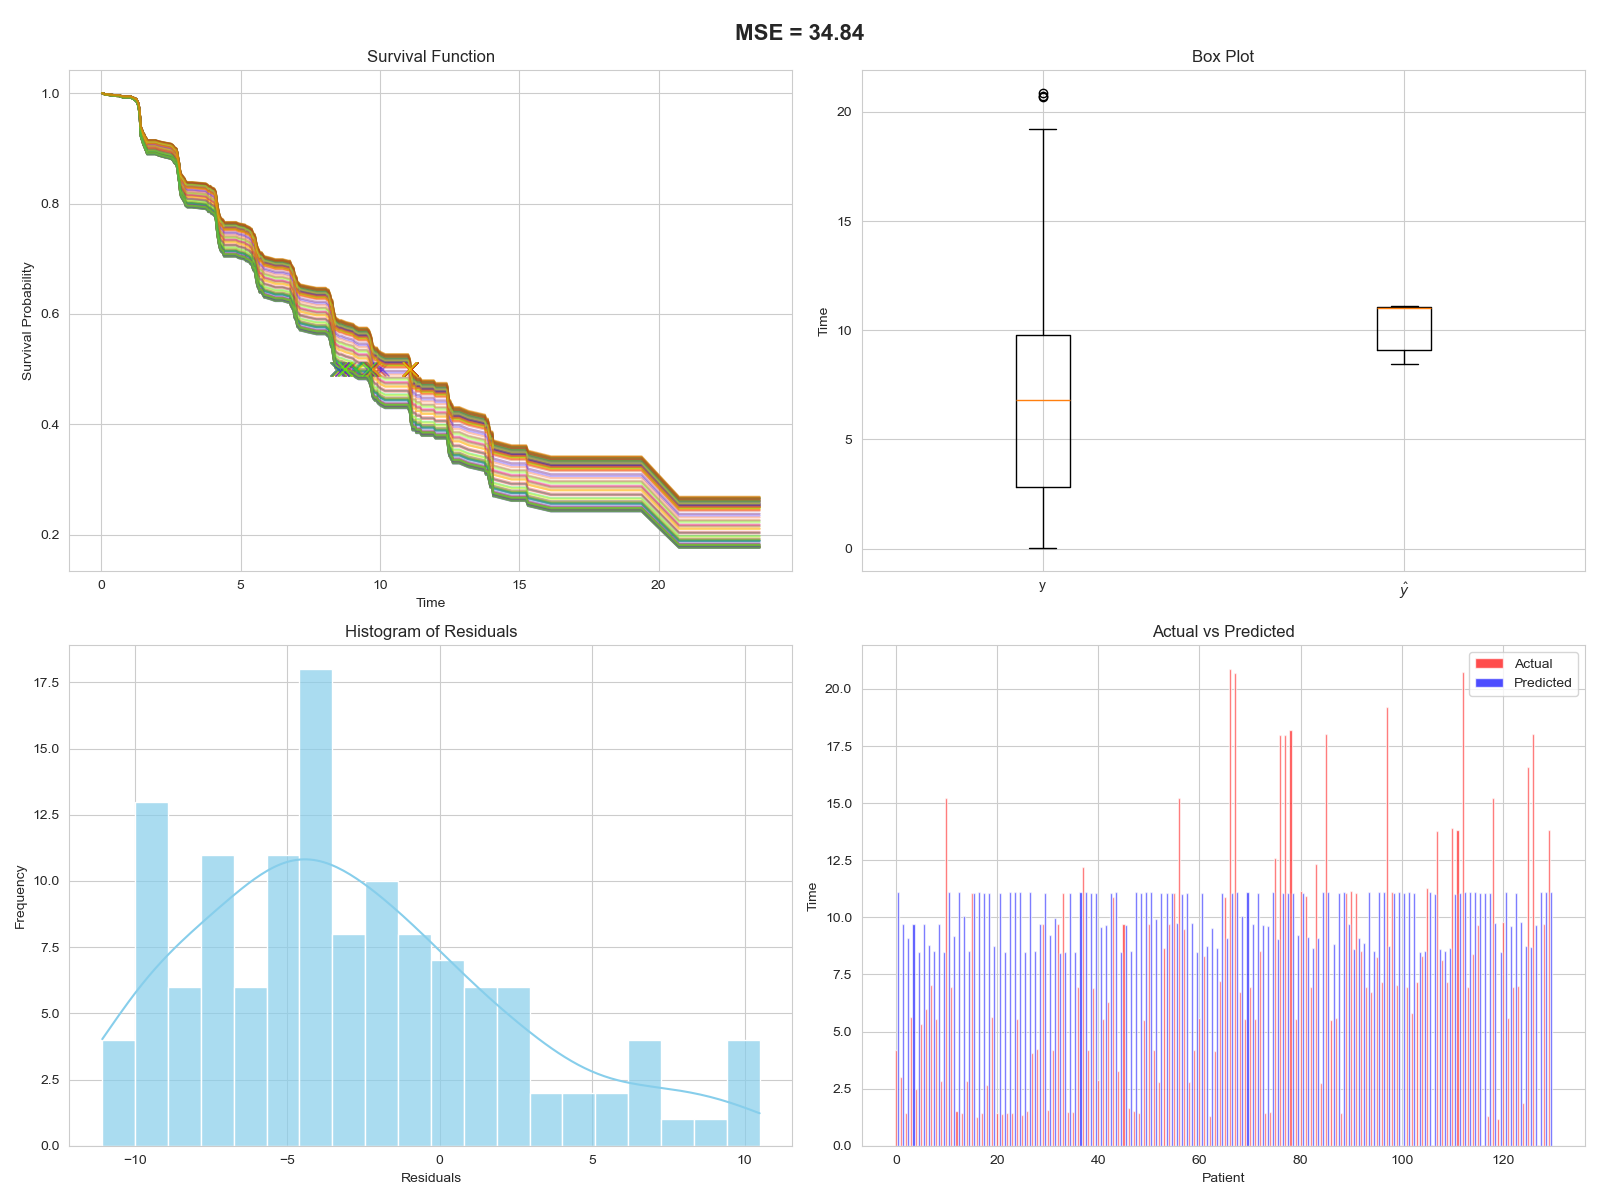 MSE = 34.84
Survival Function
1.0
0.8
0.6
0.4
0.2
Survival Probability
0 5 10 15 20
Time
Box Plot
20
15
10
5
0
Time
y ŷ
Histogram of Residuals
17.5
15.0
12.5
10.0
7.5
5.0
2.5
0.0
Frequency
−10 −5 0 5 10
Residuals
Actual vs Predicted
Actual
Predicted
20.0
17.5
15.0
12.5
10.0
7.5
5.0
2.5
0.0
Time
0 20 40 60 80 100 120
Patient